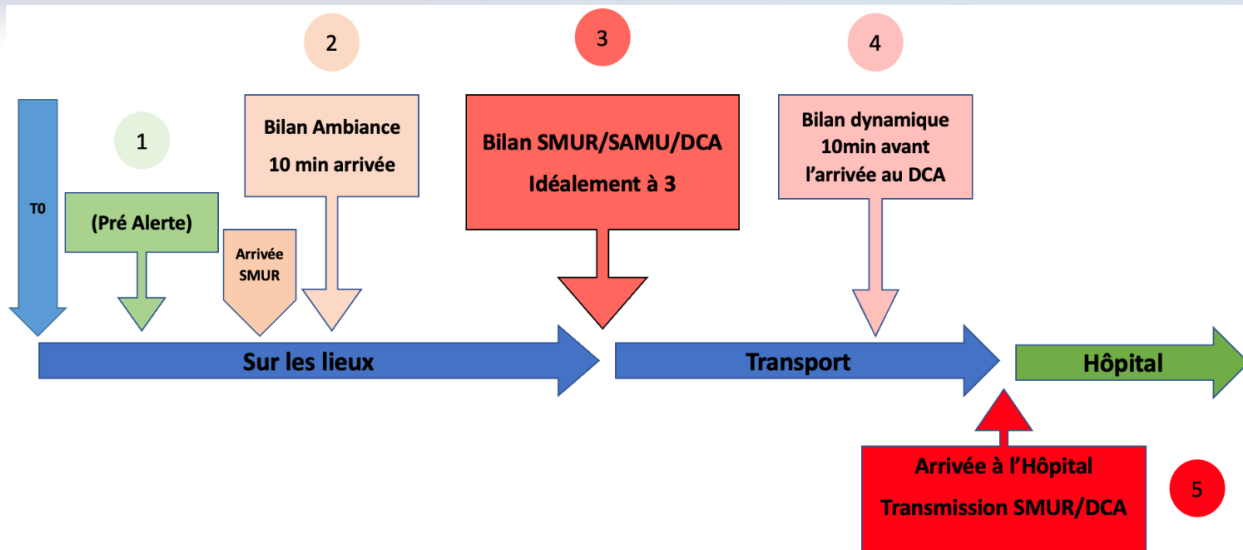 1
2
3
4
T0
(Pré Alerte)
Arrivée
SMUR
Bilan Ambiance
10 min arrivée
Bilan SMUR/SAMU/DCA
Idéalement à 3
Bilan dynamique
10min avant
l'arrivée au DCA
Sur les lieux
Transport
Hôpital
Arrivée à l'Hôpital
Transmission SMUR/DCA
5